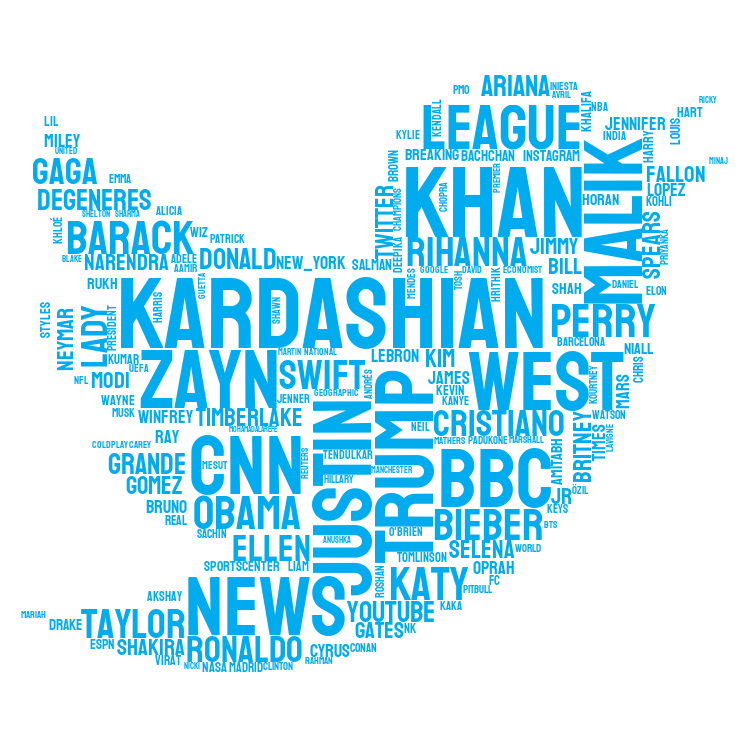 PMO
ARIANA
INIESTA
AVRIL
KENDALL
KHALIFA
NBA
RICKY
HART
LIL
LEAGUE
JENNIFER
LOUIS
KYLIE
INDIA
HARRY
MILEY
UNITED
BREAKING
BACHCHAN
INSTAGRAM
MINAJ
GAGA
EMMA
BROWN
KHAN
PREMIER
MALIK
FALLON
LOPEZ
KOHLI
DEGENERES
CHOPRA
HORAN
SHELTON
SHARMA
ALICIA
CHAMPIONS
TWITTER
KHLOÉ
BARACK
WIZ
PATRICK
RIHANNA
JIMMY
SPEARS
PRIYANKA
BLAKE
NARENDRA
ADELE
AAMIR
DONALD
NEW_YORK
SALMAN
DEEPIKA
GOOGLE
DAVID
ECONOMIST
BILL
RUKH
GUETTA
MENDES
TOSH
HRITHIK
SHAH
DANIEL
ELON
HARRIS
KARDASHIAN
SHAWN
STYLES
NEYMAR
LADY
PRESIDENT
PERRY
BARCELONA
KUMAR
UEFA
ZAYN
MARTIN
NATIONAL
SWIFT
LEBRON
KIM
WEST
NIALL
CHRIS
NFL
MODI
JENNER
GEOGRAPHIC
ANDRÉS
JAMES
KEVIN
KANYE
KOURTNEY
MARS
WAYNE
MUSK
WINFREY
TIMBERLAKE
JUSTIN
TRUMP
NEIL
CRISTIANO
WATSON
RAY
MOHAMADALAREFE
COLDPLAY
CAREY
CNN
REUTERS
MATHERS
PADUKONE
MARSHALL
AMITABH
BRITNEY
TIMES
LAVIGNE
GRANDE
MESUT
TENDULKAR
MANCHESTER
BBC
GOMEZ
HILLARY
JR
ÖZIL
BRUNO
REAL
OBAMA
BIEBER
KEYS
BTS
SACHIN
ANUSHKA
O'BRIEN
ELLEN
TOMLINSON
SELENA
WORLD
SPORTSCENTER
LIAM
ROSHAN
KATY
OPRAH
FC
PITBULL
AKSHAY
NEWS
YOUTUBE
KAKA
MARIAH
DRAKE
TAYLOR
GATES
NK
ESPN
SHAKIRA
RONALDO
CYRUS
CONAN
VIRAT
NICKI
NASA
MADRID
CLINTON
RAHMAN